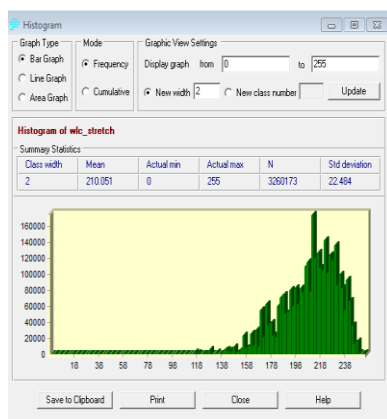 Histogram
Graph Type
Bar Graph
Line Graph
Area Graph
Mode
Frequency
Cumulative
Graphic View Settings
Display graph from 0 to 255
New width 2 New class number Update
Histogram of wlc_stretch
Summary Statistics
Class width Mean Actual min Actual max N Std deviation
2 210.051 0 255 3260173 22.484
160000
140000
120000
100000
80000
60000
40000
20000
0
18 38 58 78 98 118 138 158 178 198 218 238
Save to Clipboard Print Close Help